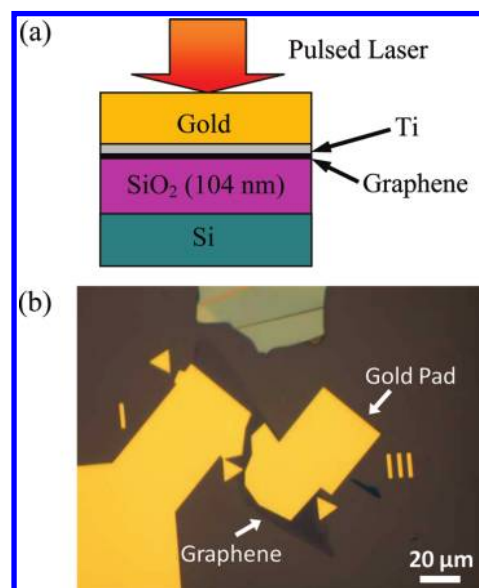 (a)
Pulsed Laser
Gold
Ti
Graphene
SiO₂ (104 nm)
Si
(b)
Gold Pad
Graphene
20 μm